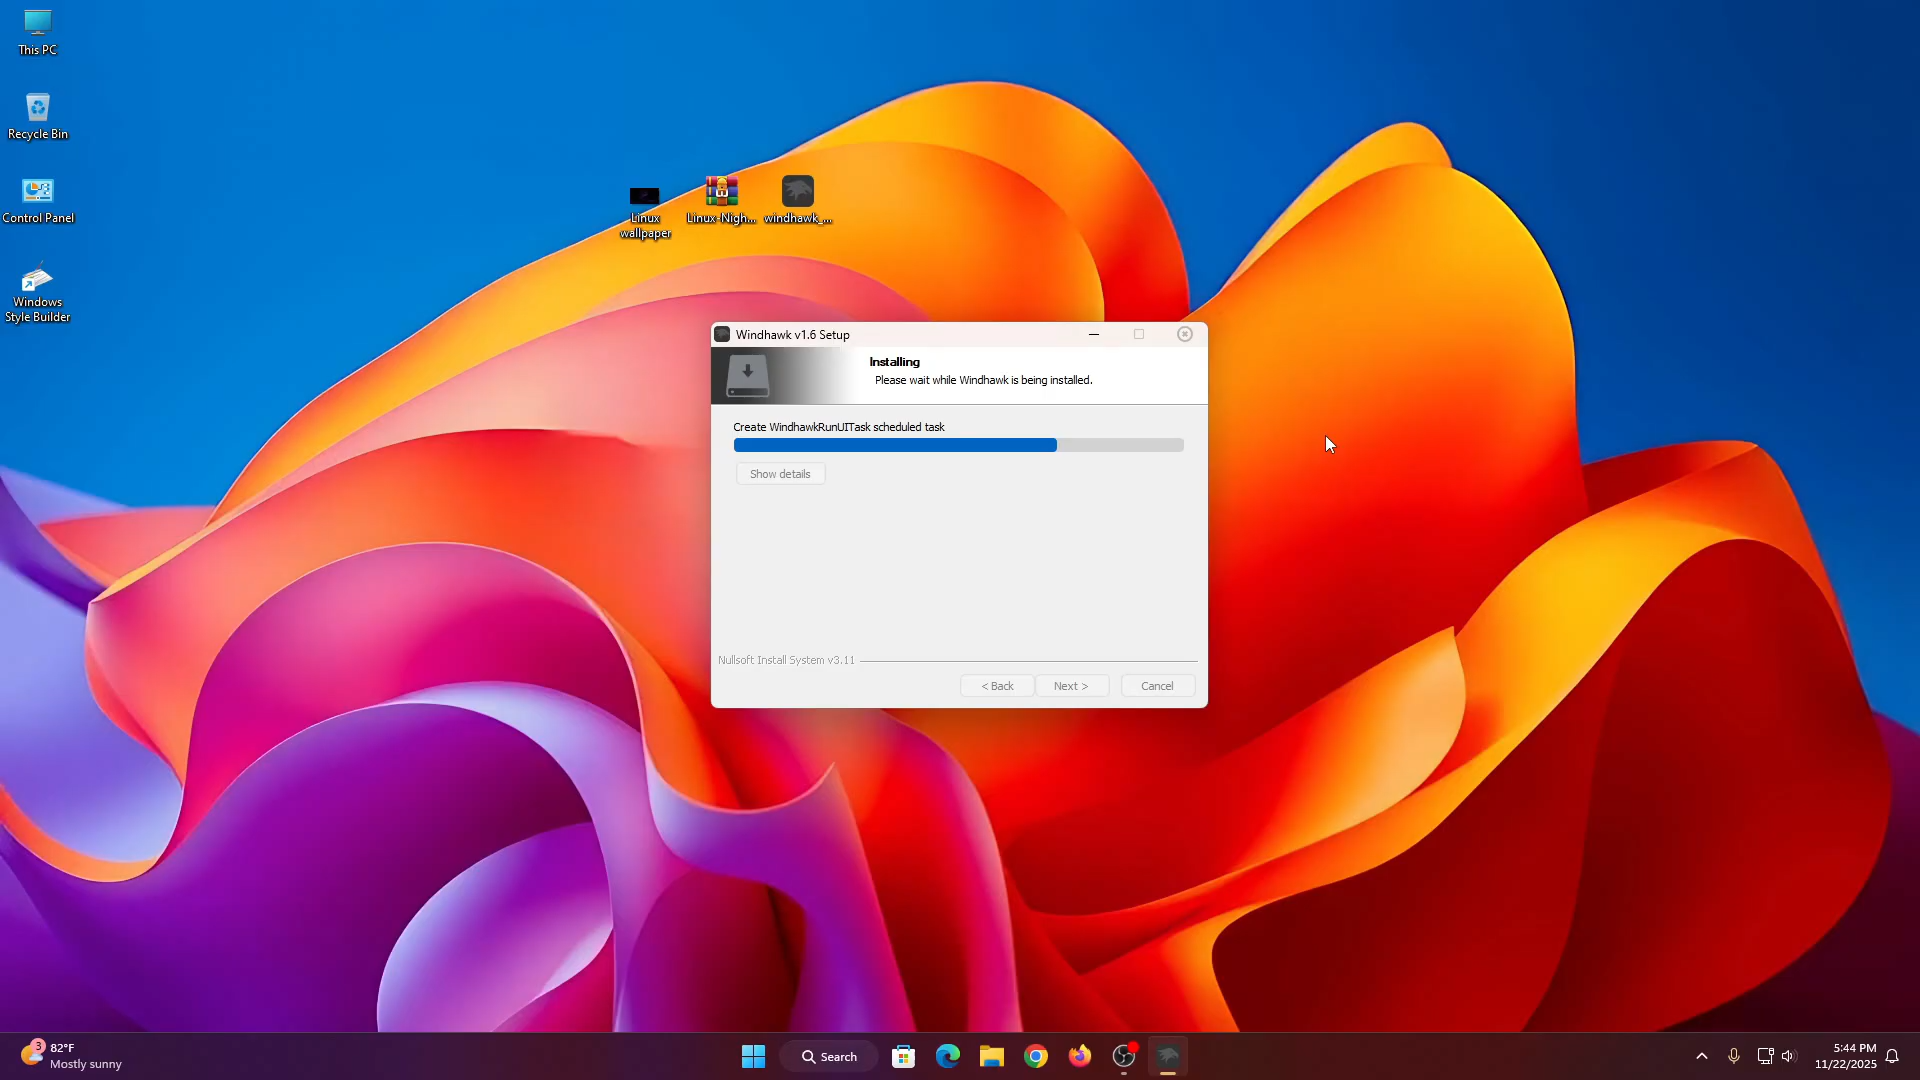 This PC
Recycle Bin
Control Panel
Windows
Style Builder
Linux
wallpaper
Linux-Nigh...
windhawk_...
Windhawk v1.6 Setup
Installing
Please wait while Windhawk is being installed.
Create WindhawkRunUITask scheduled task
Show details
Nullsoft Install System v3.11
< Back
Next >
Cancel
3
82°F
Mostly sunny
Search
5:44 PM
11/22/2025